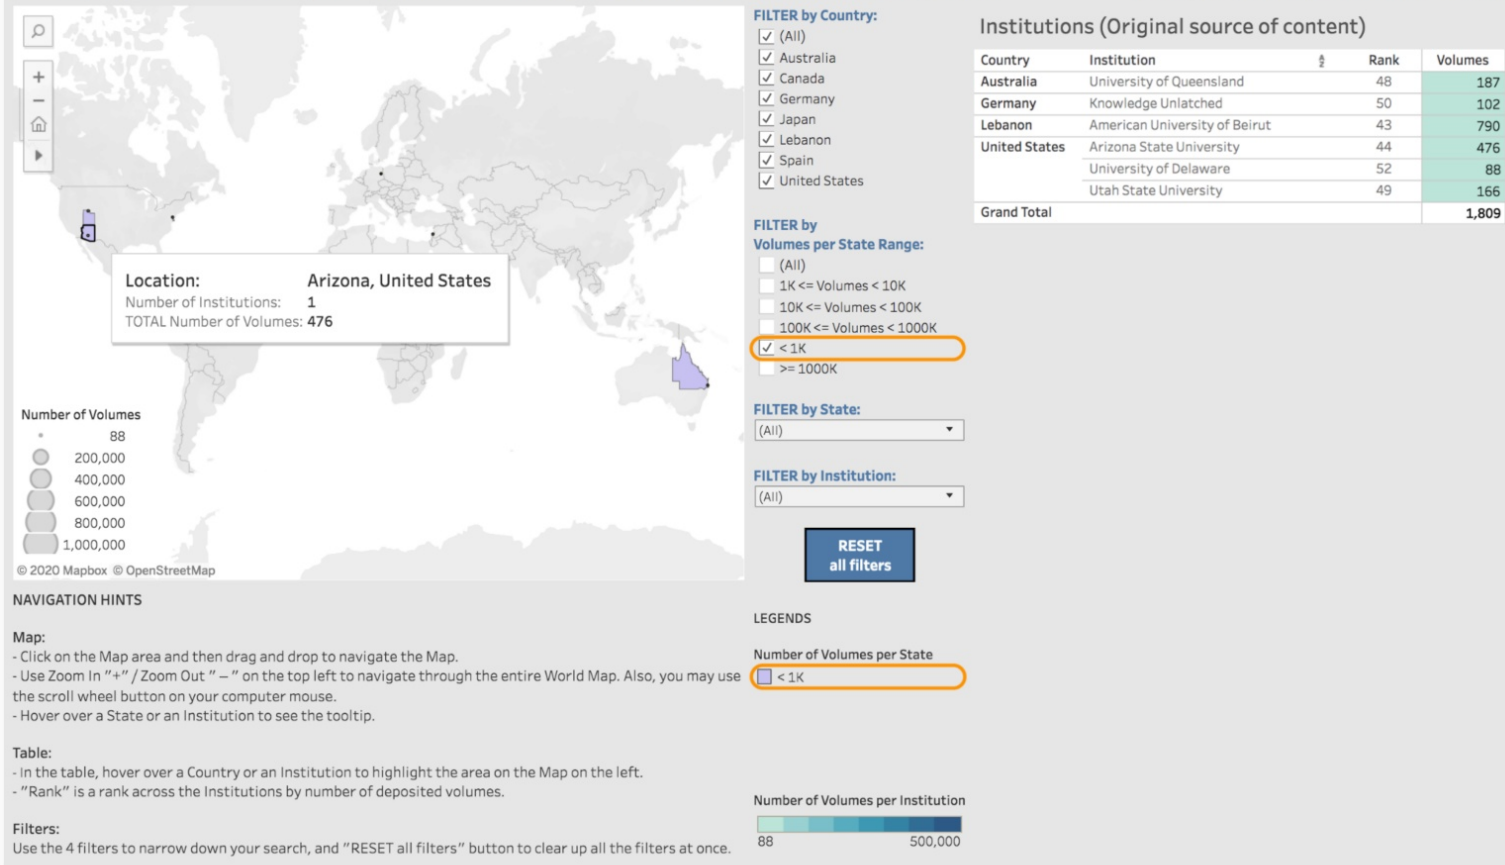 Location: Arizona, United States
Number of Institutions: 1
TOTAL Number of Volumes: 476
Number of Volumes
88
200,000
400,000
600,000
800,000
1,000,000
© 2020 Mapbox © OpenStreetMap
NAVIGATION HINTS
Map:
- Click on the Map area and then drag and drop to navigate the Map.
- Use Zoom In "+" / Zoom Out " – " on the top left to navigate through the entire World Map. Also, you may use
the scroll wheel button on your computer mouse.
- Hover over a State or an Institution to see the tooltip.
Table:
- In the table, hover over a Country or an Institution to highlight the area on the Map on the left.
- "Rank" is a rank across the Institutions by number of deposited volumes.
Filters:
Use the 4 filters to narrow down your search, and "RESET all filters" button to clear up all the filters at once.
FILTER by Country:
(All)
Australia
Canada
Germany
Japan
Lebanon
Spain
United States
FILTER by
Volumes per State Range:
(All)
1K <= Volumes < 10K
10K <= Volumes < 100K
100K <= Volumes < 1000K
< 1K
>= 1000K
FILTER by State:
(All)
FILTER by Institution:
(All)
RESET
all filters
LEGENDS
Number of Volumes per State
< 1K
Number of Volumes per Institution
88 500,000
Institutions (Original source of content)
Country Institution Rank Volumes
Australia University of Queensland 48 187
Germany Knowledge Unlatched 50 102
Lebanon American University of Beirut 43 790
United States Arizona State University 44 476
University of Delaware 52 88
Utah State University 49 166
Grand Total 1,809